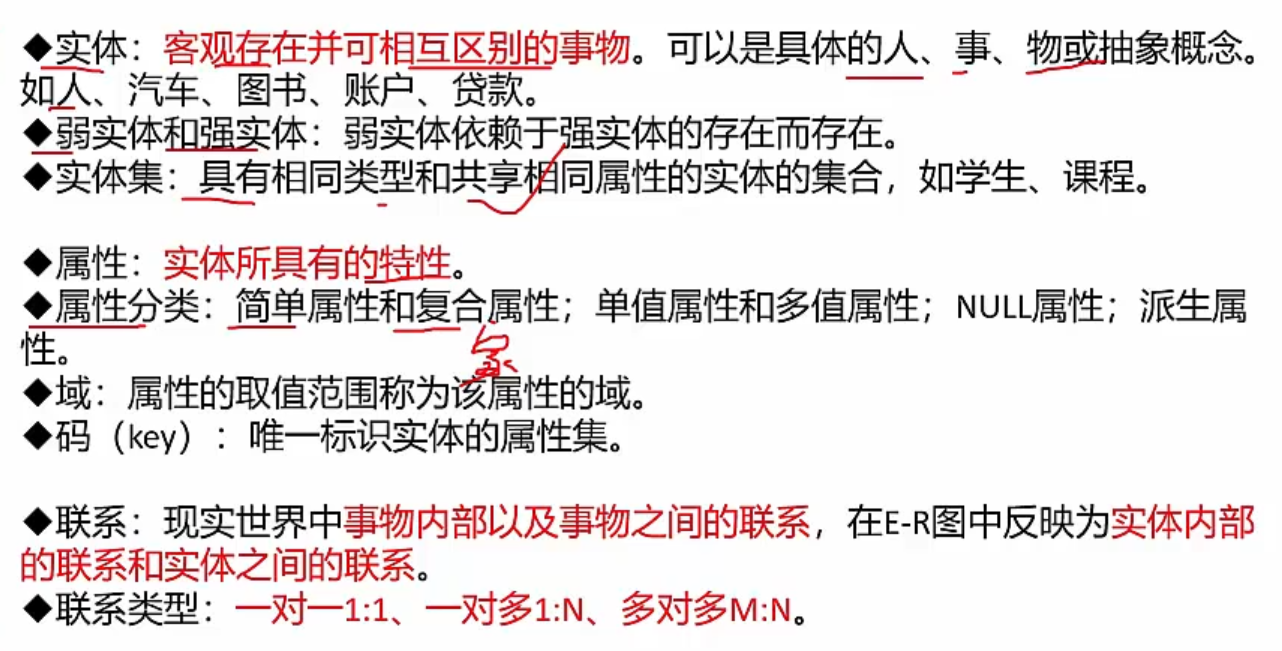 ◆实体：客观存在并可相互区别的事物。可以是具体的人、事、物或抽象概念。
如人、汽车、图书、账户、贷款。
◆弱实体和强实体：弱实体依赖于强实体的存在而存在。
◆实体集：具有相同类型和共享相同属性的实体的集合，如学生、课程。
◆属性：实体所具有的特性。
◆属性分类：简单属性和复合属性；单值属性和多值属性；NULL属性；派生属
性。
◆域：属性的取值范围称为该属性的域。
◆码（key）：唯一标识实体的属性集。
◆联系：现实世界中事物内部以及事物之间的联系，在E-R图中反映为实体内部
的联系和实体之间的联系。
◆联系类型：一对一1:1、一对多1:N、多对多M:N。